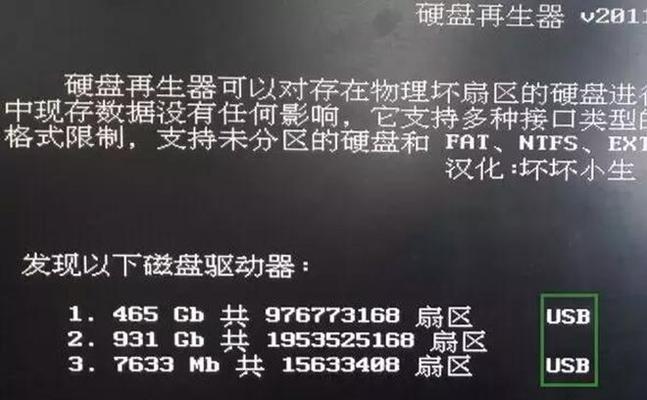 硬盘再生器 v2011
硬盘再生器可以对存在物理坏扇区的硬盘进行
中现存数据没有任何影响，它支持多种接口类型的
格式限制，支持未分区的硬盘和 FAT、NTFS、EXT
汉化:坏坏小生
发现以下磁盘驱动器:
1. 465 Gb 共 976773168 扇区 USB
2. 931 Gb 共 1953525168 扇区
3. 7633 Mb 共 15633408 扇区 USB